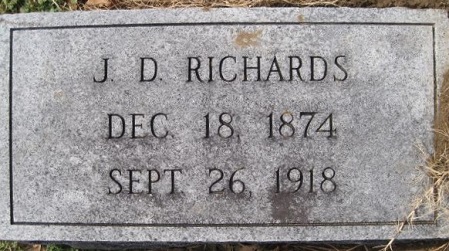 J. D. RICHARDS
DEC. 18, 1874
SEPT. 26, 1918